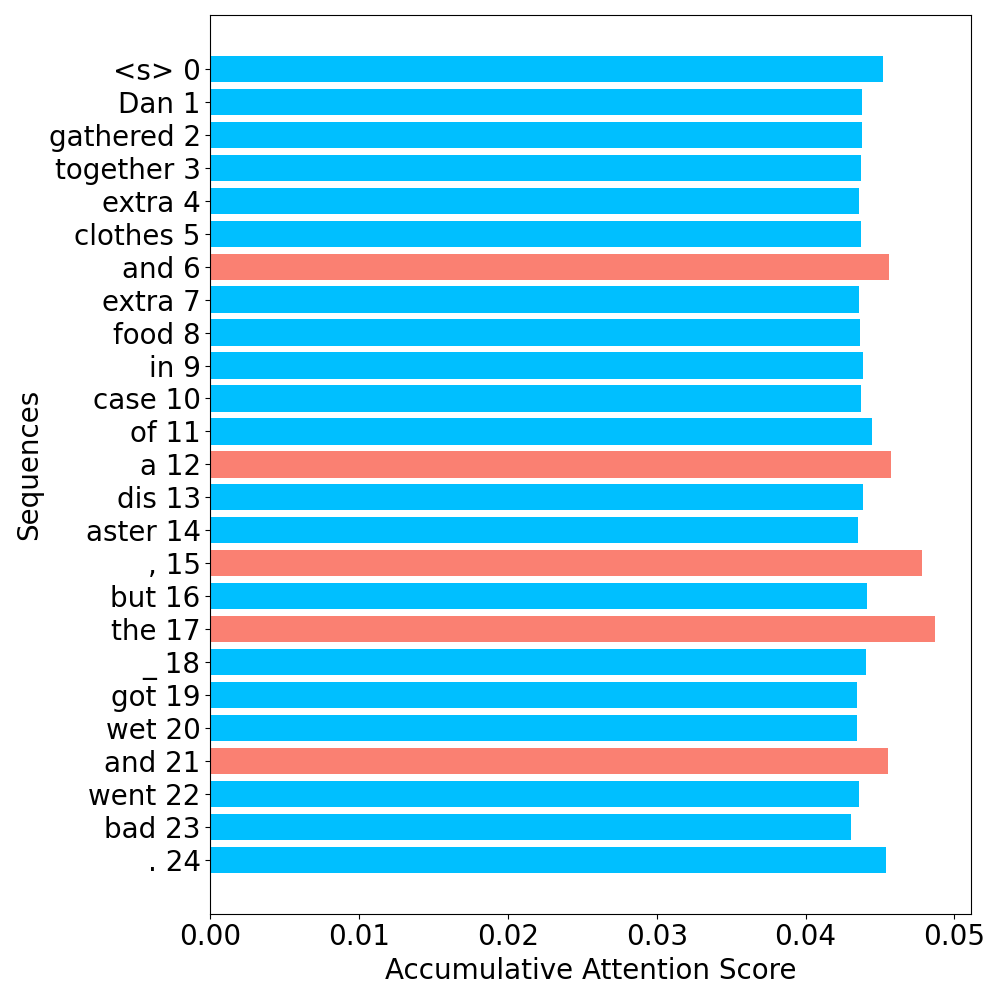 <s> 0
Dan 1
gathered 2
together 3
extra 4
clothes 5
and 6
extra 7
food 8
in 9
case 10
of 11
a 12
dis 13
aster 14
, 15
but 16
the 17
_ 18
got 19
wet 20
and 21
went 22
bad 23
. 24
Sequences
0.00 0.01 0.02 0.03 0.04 0.05
Accumulative Attention Score